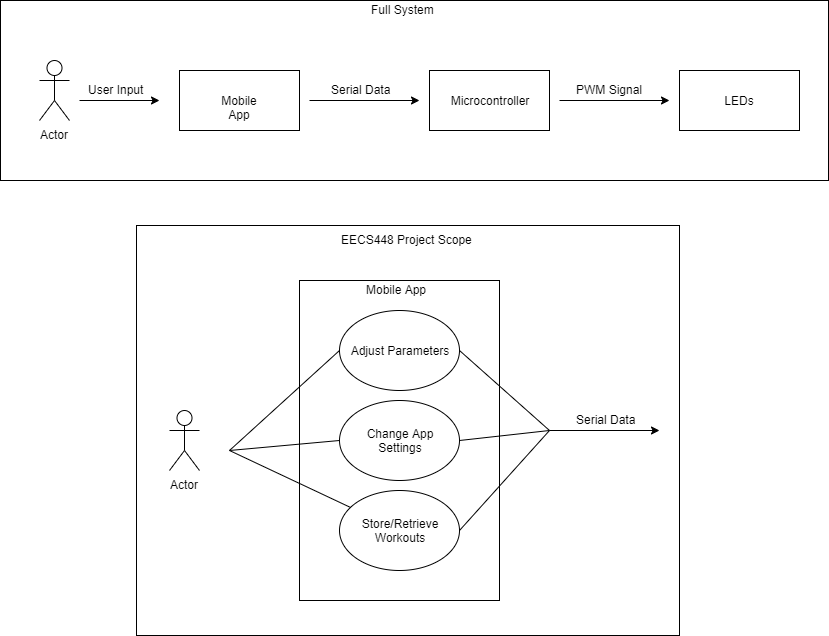 Full System
User Input
Serial Data
PWM Signal
Mobile
App
Microcontroller
LEDs
Actor
EECS448 Project Scope
Mobile App
Adjust Parameters
Change App
Settings
Serial Data
Actor
Store/Retrieve
Workouts